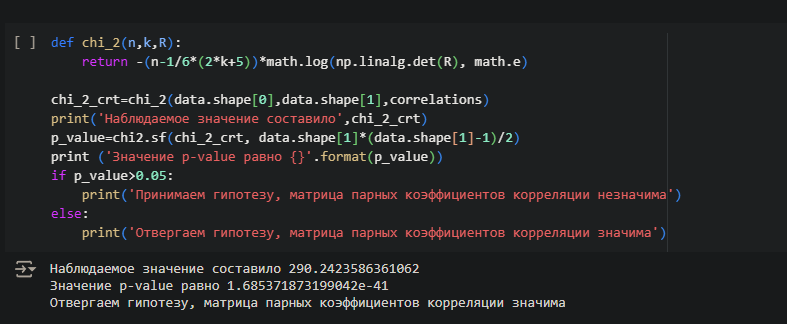 [ ] def chi_2(n,k,R):
return -(n-1/6*(2*k+5))*math.log(np.linalg.det(R), math.e)
chi_2_crt=chi_2(data.shape[0],data.shape[1],correlations)
print('Наблюдаемое значение составило',chi_2_crt)
p_value=chi2.sf(chi_2_crt, data.shape[1]*(data.shape[1]-1)/2)
print ('Значение p-value равно {}'.format(p_value))
if p_value>0.05:
print('Принимаем гипотезу, матрица парных коэффициентов корреляции незначима')
else:
print('Отвергаем гипотезу, матрица парных коэффициентов корреляции значима')
Наблюдаемое значение составило 290.2423586361062
Значение p-value равно 1.685371873199042e-41
Отвергаем гипотезу, матрица парных коэффициентов корреляции значима